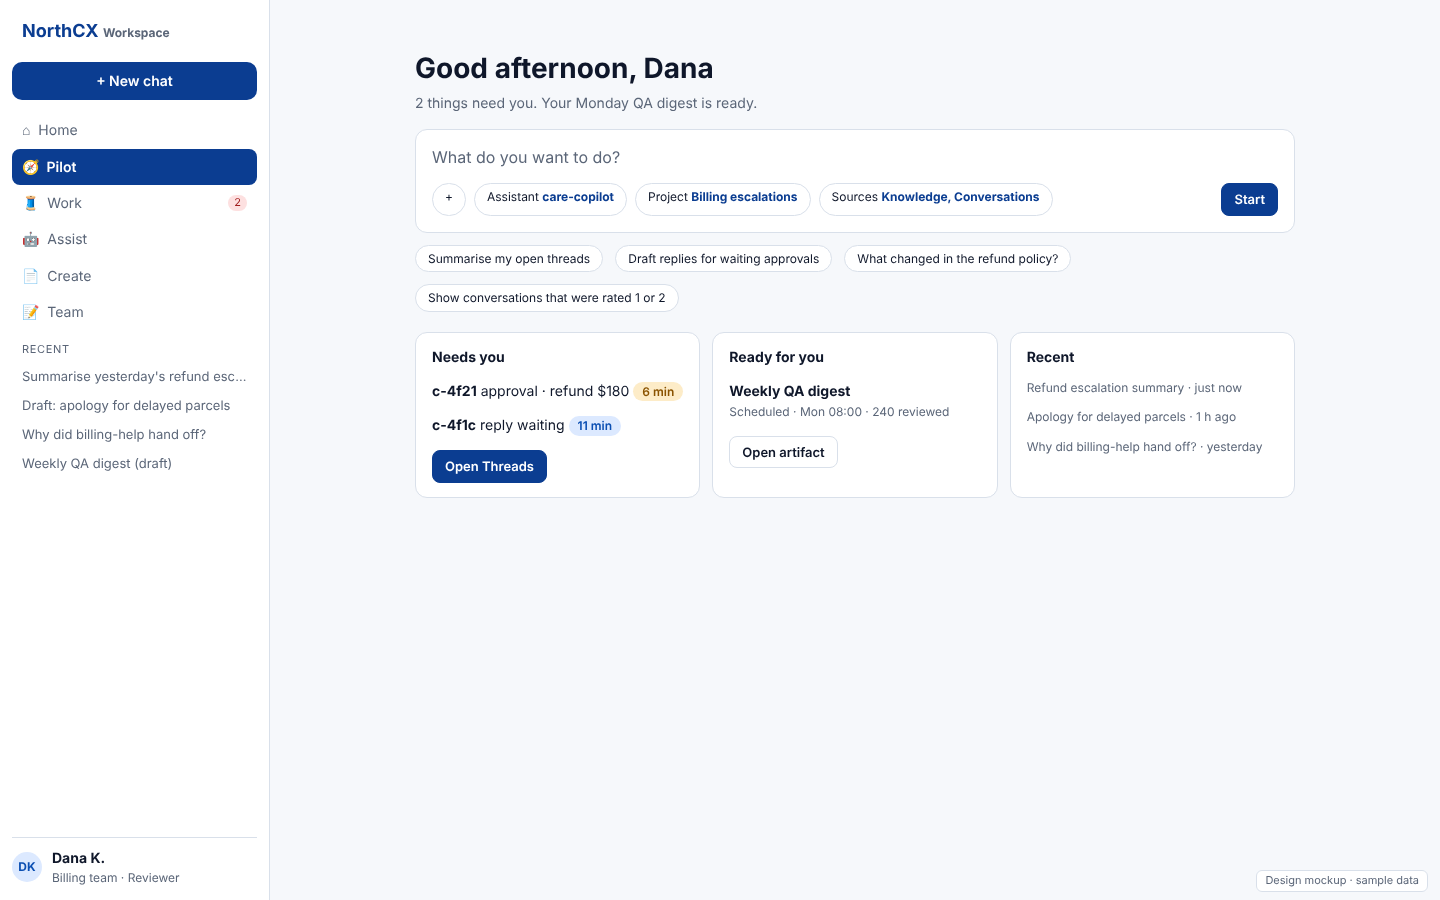 NorthCX Workspace
+ New chat
Home
Pilot
Work 2
Assist
Create
Team
RECENT
Summarise yesterday's refund esc...
Draft: apology for delayed parcels
Why did billing-help hand off?
Weekly QA digest (draft)
DK
Dana K.
Billing team · Reviewer
Good afternoon, Dana
2 things need you. Your Monday QA digest is ready.
What do you want to do?
+ Assistant care-copilot Project Billing escalations Sources Knowledge, Conversations Start
Summarise my open threads Draft replies for waiting approvals What changed in the refund policy?
Show conversations that were rated 1 or 2
Needs you
c-4f21 approval · refund $180 6 min
c-4f1c reply waiting 11 min
Open Threads
Ready for you
Weekly QA digest
Scheduled · Mon 08:00 · 240 reviewed
Open artifact
Recent
Refund escalation summary · just now
Apology for delayed parcels · 1 h ago
Why did billing-help hand off? · yesterday
Design mockup · sample data